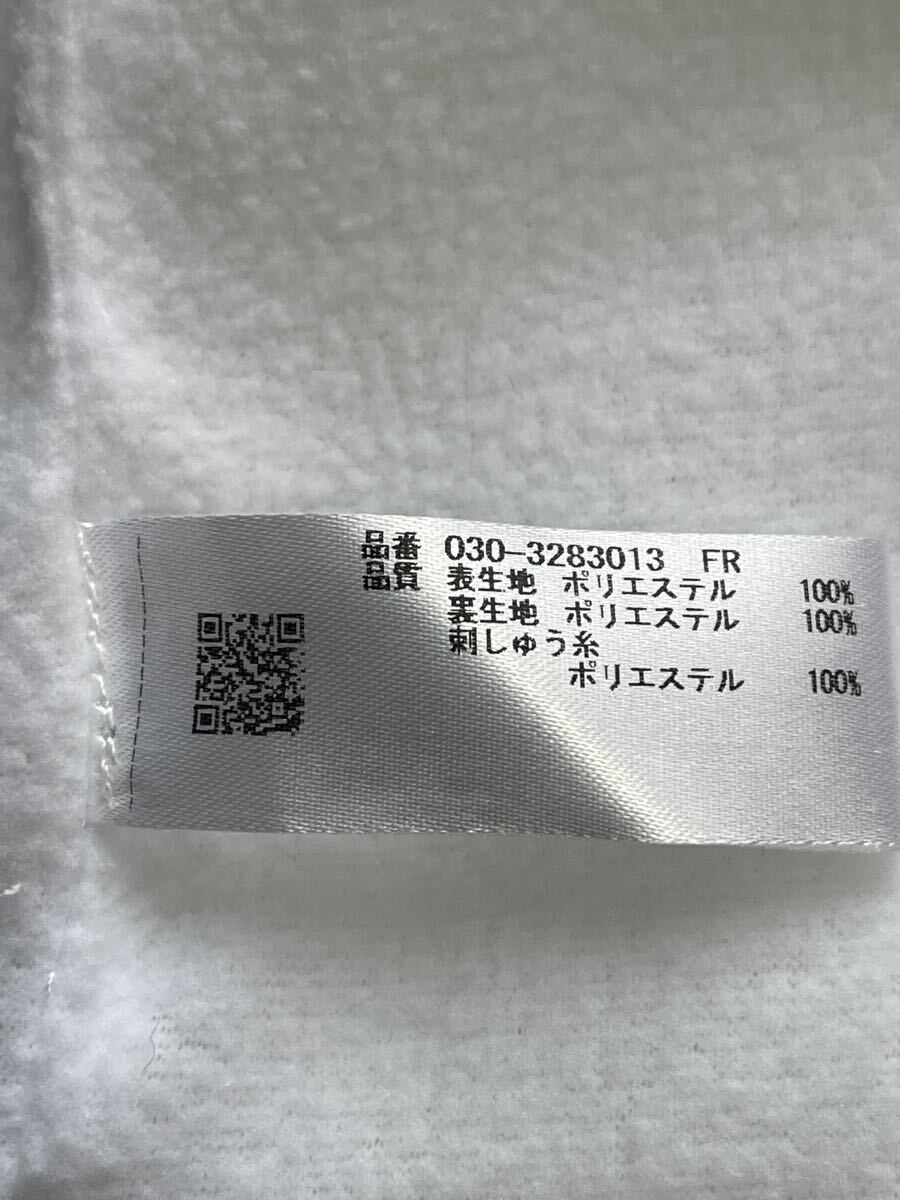 品番 030-3283013 FR
品質 表生地 ポリエステル 100%
裏生地 ポリエステル 100%
刺しゅう糸
ポリエステル 100%